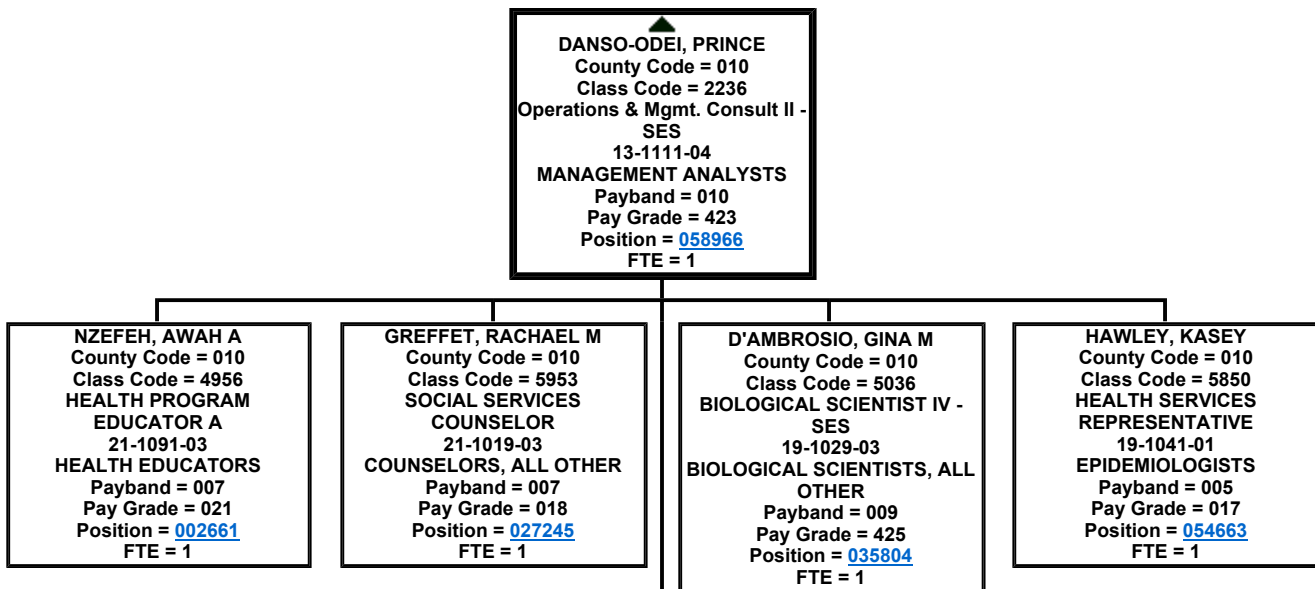 DANSO-ODEI, PRINCE
County Code = 010
Class Code = 2236
Operations & Mgmt. Consult II -
SES
13-1111-04
MANAGEMENT ANALYSTS
Payband = 010
Pay Grade = 423
Position = 058966
FTE = 1
NZEFEH, AWAH A
County Code = 010
Class Code = 4956
HEALTH PROGRAM
EDUCATOR A
21-1091-03
HEALTH EDUCATORS
Payband = 007
Pay Grade = 021
Position = 002661
FTE = 1
GREFFET, RACHAEL M
County Code = 010
Class Code = 5953
SOCIAL SERVICES
COUNSELOR
21-1019-03
COUNSELORS, ALL OTHER
Payband = 007
Pay Grade = 018
Position = 027245
FTE = 1
D'AMBROSIO, GINA M
County Code = 010
Class Code = 5036
BIOLOGICAL SCIENTIST IV -
SES
19-1029-03
BIOLOGICAL SCIENTISTS, ALL
OTHER
Payband = 009
Pay Grade = 425
Position = 035804
FTE = 1
HAWLEY, KASEY
County Code = 010
Class Code = 5850
HEALTH SERVICES
REPRESENTATIVE
19-1041-01
EPIDEMIOLOGISTS
Payband = 005
Pay Grade = 017
Position = 054663
FTE = 1